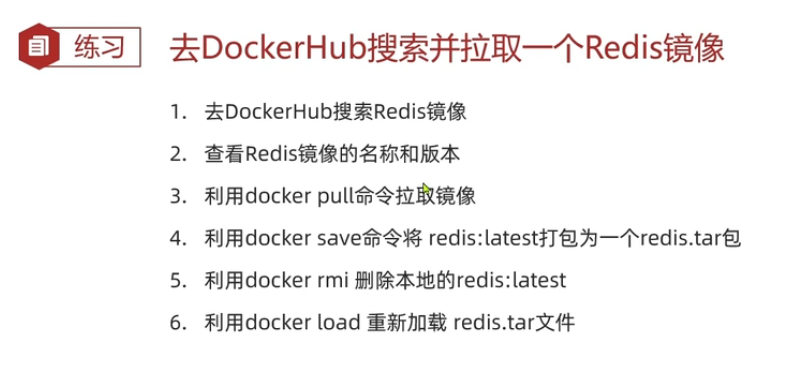 练习
去DockerHub搜索并拉取一个Redis镜像
1. 去DockerHub搜索Redis镜像
2. 查看Redis镜像的名称和版本
3. 利用docker pull命令拉取镜像
4. 利用docker save命令将 redis:latest打包为一个redis.tar包
5. 利用docker rmi 删除本地的redis:latest
6. 利用docker load 重新加载 redis.tar文件